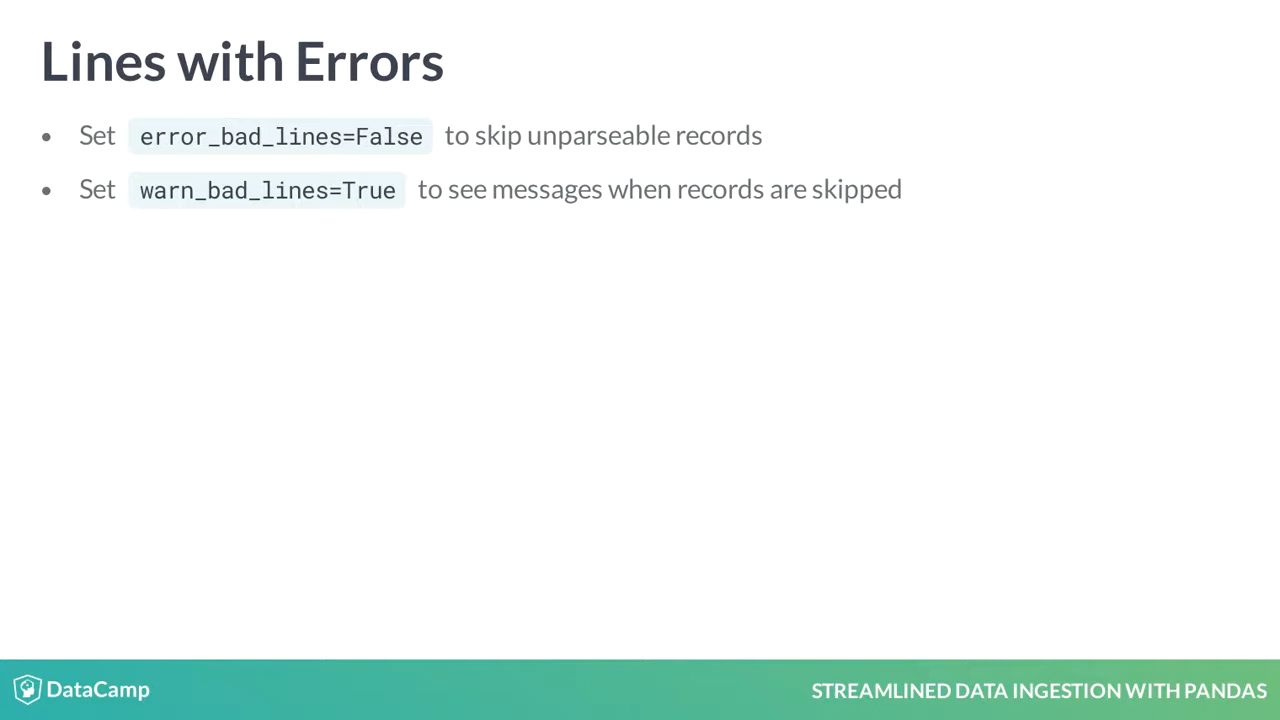 Lines with Errors
• Set error_bad_lines=False to skip unparseable records
• Set warn_bad_lines=True to see messages when records are skipped
DataCamp
STREAMLINED DATA INGESTION WITH PANDAS